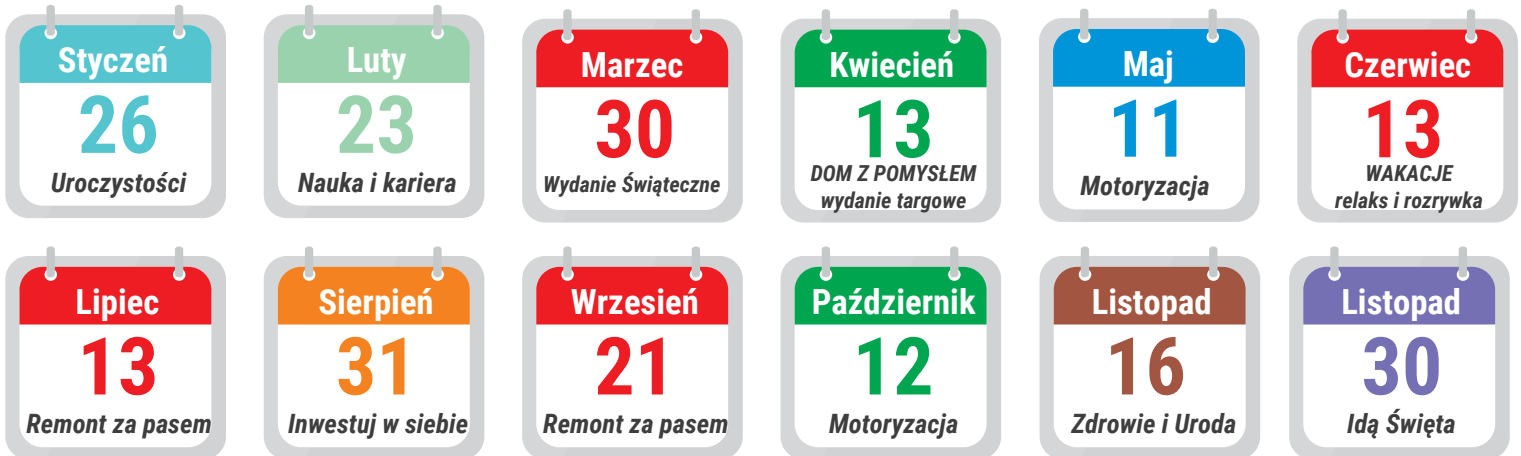 Styczeń
26
Uroczystości
Luty
23
Nauka i kariera
Marzec
30
Wydanie Świąteczne
Kwiecień
13
DOM Z POMYSŁEM
wydanie targowe
Maj
11
Motoryzacja
Czerwiec
13
WAKACJE
relaks i rozrywka
Lipiec
13
Remont za pasem
Sierpień
31
Inwestuj w siebie
Wrzesień
21
Remont za pasem
Październik
12
Motoryzacja
Listopad
16
Zdrowie i Uroda
Listopad
30
Idą Święta